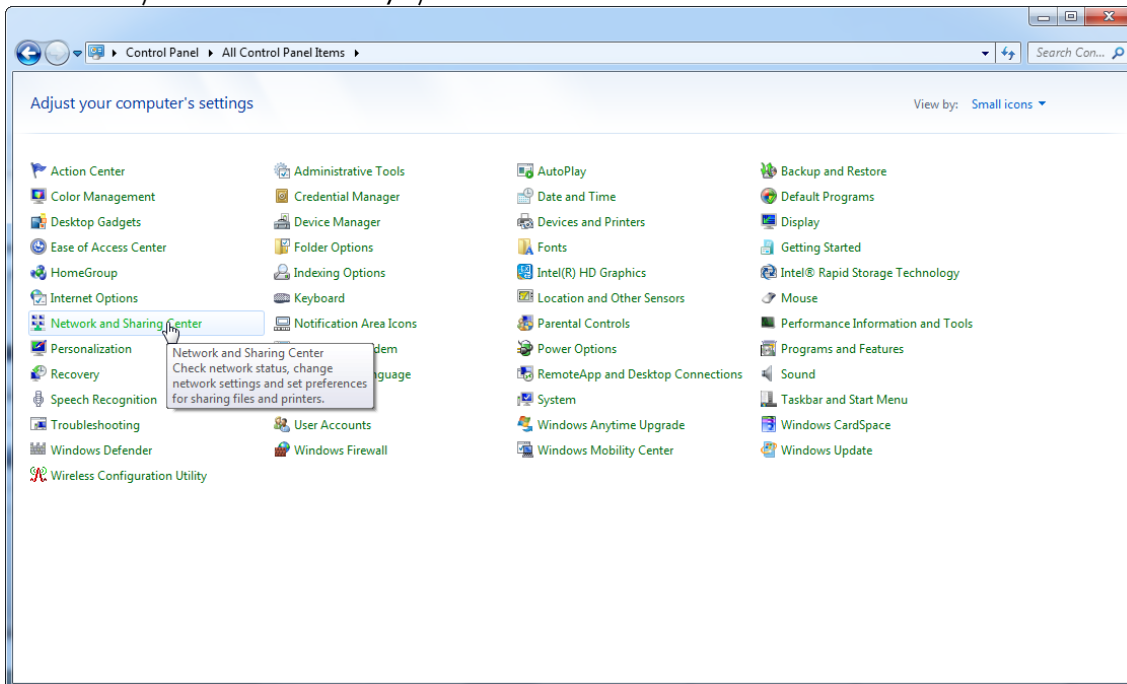 Control Panel ▸ All Control Panel Items ▸
Search Con...
Adjust your computer's settings
View by: Small icons
Action Center
Administrative Tools
AutoPlay
Backup and Restore
Color Management
Credential Manager
Date and Time
Default Programs
Desktop Gadgets
Device Manager
Devices and Printers
Display
Ease of Access Center
Folder Options
Fonts
Getting Started
HomeGroup
Indexing Options
Intel(R) HD Graphics
Intel® Rapid Storage Technology
Internet Options
Keyboard
Location and Other Sensors
Mouse
Network and Sharing Center
Notification Area Icons
Parental Controls
Performance Information and Tools
Personalization
Power Options
Programs and Features
Network and Sharing Center
Check network status, change
network settings and set preferences
for sharing files and printers.
Recovery
RemoteApp and Desktop Connections
Sound
Speech Recognition
System
Taskbar and Start Menu
Troubleshooting
User Accounts
Windows Anytime Upgrade
Windows CardSpace
Windows Defender
Windows Firewall
Windows Mobility Center
Windows Update
Wireless Configuration Utility